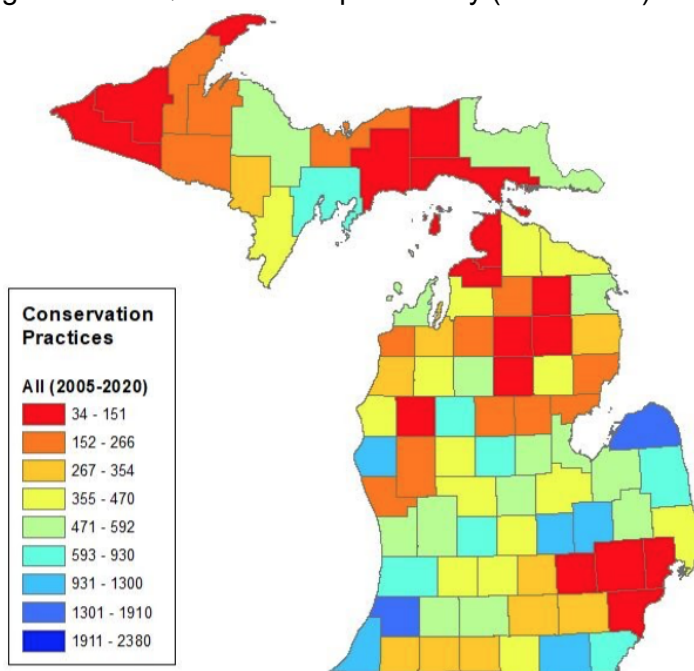 Conservation
Practices
All (2005-2020)
34 - 151
152 - 266
267 - 354
355 - 470
471 - 592
593 - 930
931 - 1300
1301 - 1910
1911 - 2380